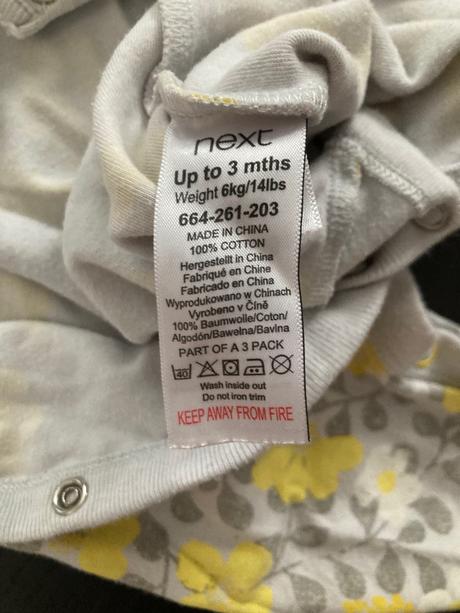 next
Up to 3 mths
Weight 6kg/14lbs
664-261-203
MADE IN CHINA
100% COTTON
Hergestellt in China
Fabriqué en Chine
Fabricado en China
Wyprodukowano w Chinach
Vyrobeno v Číně
100% Baumwolle/Coton/
Algodón/Bawełna/Bavlna
PART OF A 3 PACK
40
Wash inside out
Do not iron trim
KEEP AWAY FROM FIRE